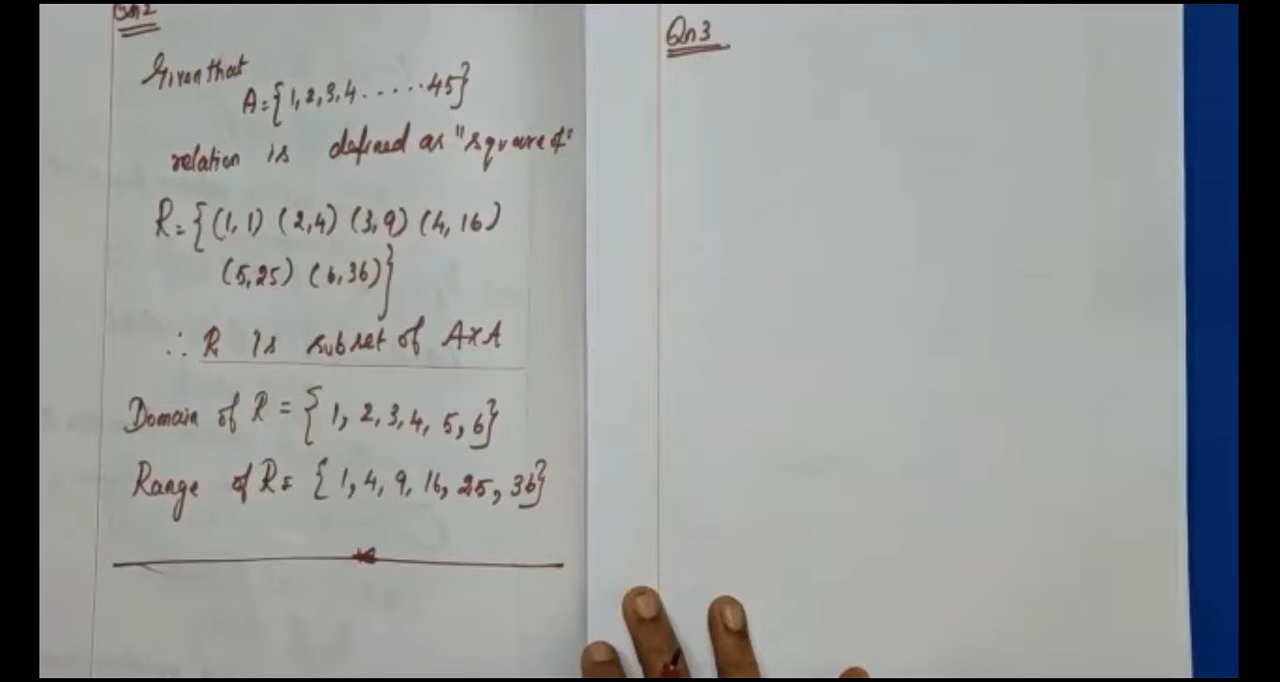 Qn 2
Given that
A = {1, 2, 3, 4 . . . . . 45}
relation is defined as "square of"
R = { (1, 1) (2, 4) (3, 9) (4, 16)
(5, 25) (6, 36)}
∴ R is subset of A×A
Domain of R = { 1, 2, 3, 4, 5, 6}
Range of R = { 1, 4, 9, 16, 25, 36}
Qn 3